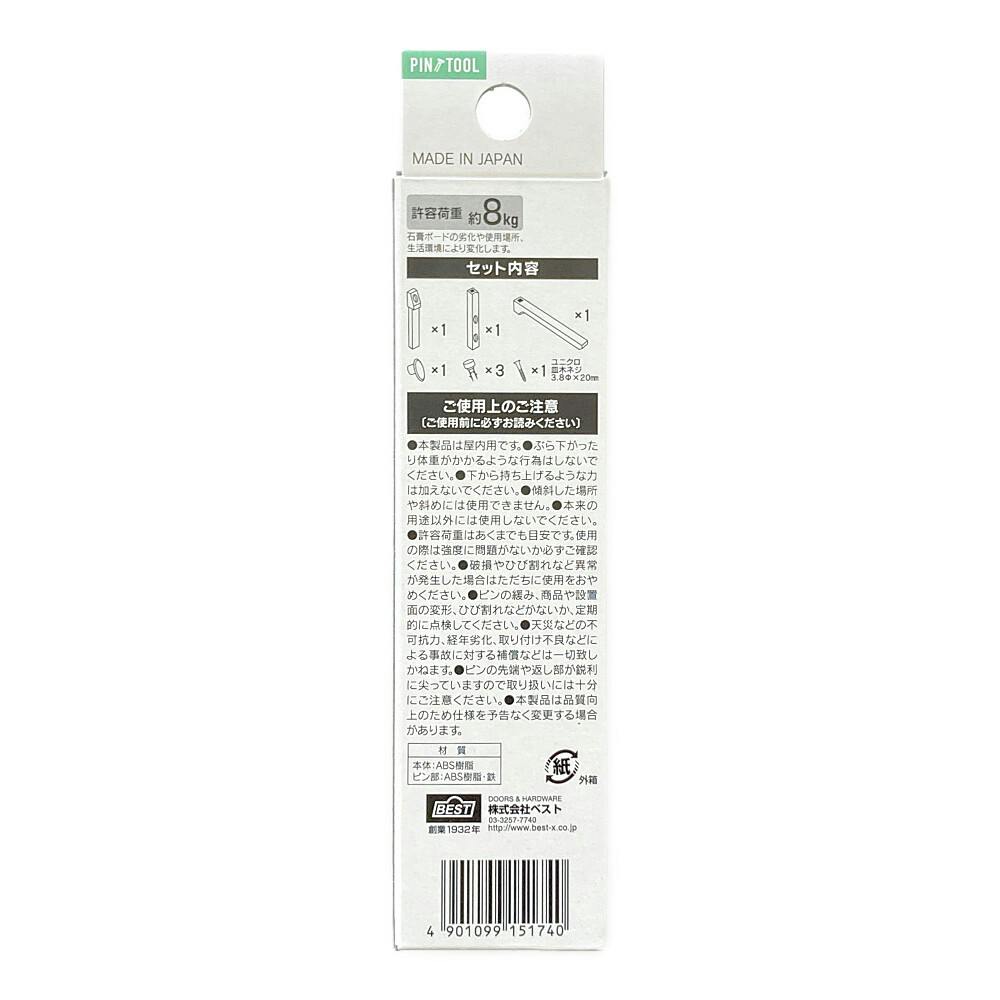 PIN TOOL
MADE IN JAPAN
許容荷重 約8kg
石膏ボードの劣化や使用場所、
生活環境により変化します。
セット内容
×1
×1
×1
×1
×3
×1
ユニクロ
皿木ネジ
3.8Φ×20mm
ご使用上のご注意
〔ご使用前に必ずお読みください〕
●本製品は屋内用です。●ぶら下がった
り体重がかかるような行為はしないで
ください。●下から持ち上げるような力
は加えないでください。●傾斜した場所
や斜めには使用できません。●本来の
用途以外には使用しないでください。
●許容荷重はあくまでも目安です。使用
の際は強度に問題がないか必ずご確認
ください。●破損やひび割れなど異常
が発生した場合はただちに使用をおや
めください。●ピンの緩み、商品や設置
面の変形、ひび割れなどがないか、定期
的に点検してください。●天災などの不
可抗力、経年劣化、取り付け不良などに
よる事故に対する補償などは一切致し
かねます。●ピンの先端や返し部が鋭利
に尖っていますので取り扱いには十分
にご注意ください。●本製品は品質向
上のため仕様を予告なく変更する場合
があります。
材 質
本体:ABS樹脂
ピン部:ABS樹脂・鉄
紙
外箱
BEST
創業1932年
DOORS & HARDWARE
株式会社ベスト
03-3257-7740
http://www.best-x.co.jp
4 901099 151740